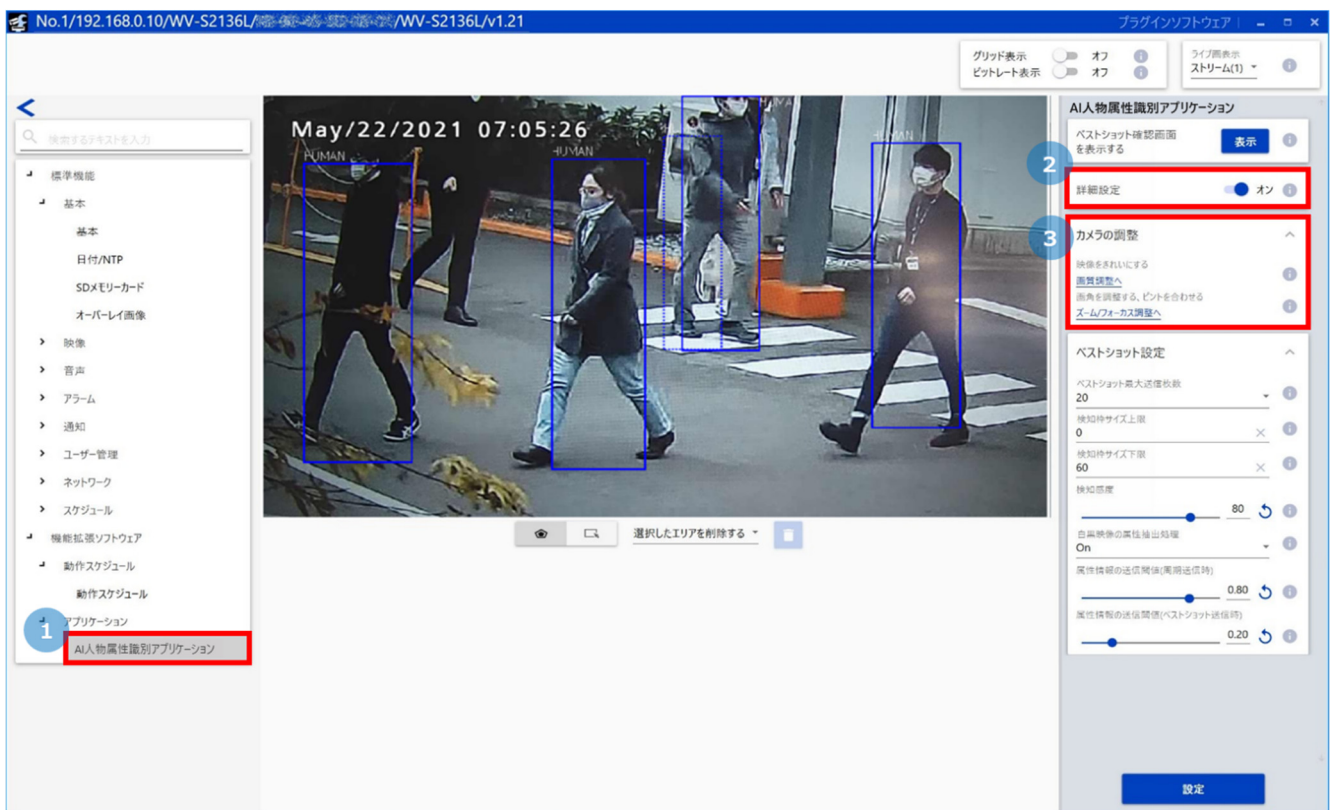 No.1/192.168.0.10/WV-S2136L/ /WV-S2136L/v1.21
プラグインソフトウェア
グリッド表示 オフ
ビットレート表示 オフ
ライブ画表示
ストリーム(1)
検索するテキストを入力
標準機能
基本
基本
日付/NTP
SDメモリーカード
オーバーレイ画像
映像
音声
アラーム
通知
ユーザー管理
ネットワーク
スケジュール
機能拡張ソフトウェア
動作スケジュール
動作スケジュール
1
アプリケーション
AI人物属性識別アプリケーション
May/22/2021 07:05:26
HUMAN
HUMAN
HUMAN
選択したエリアを削除する
AI人物属性識別アプリケーション
ベストショット確認画面
を表示する
表示
2
詳細設定 オン
3
カメラの調整
映像をきれいにする
画質調整へ
画角を調整する、ピントを合わせる
ズーム/フォーカス調整へ
ベストショット設定
ベストショット最大送信枚数
20
検知枠サイズ上限
0
検知枠サイズ下限
60
検知感度
80
白黒映像の属性抽出処理
On
属性情報の送信閾値(周期送信時)
0.80
属性情報の送信閾値(ベストショット送信時)
0.20
設定